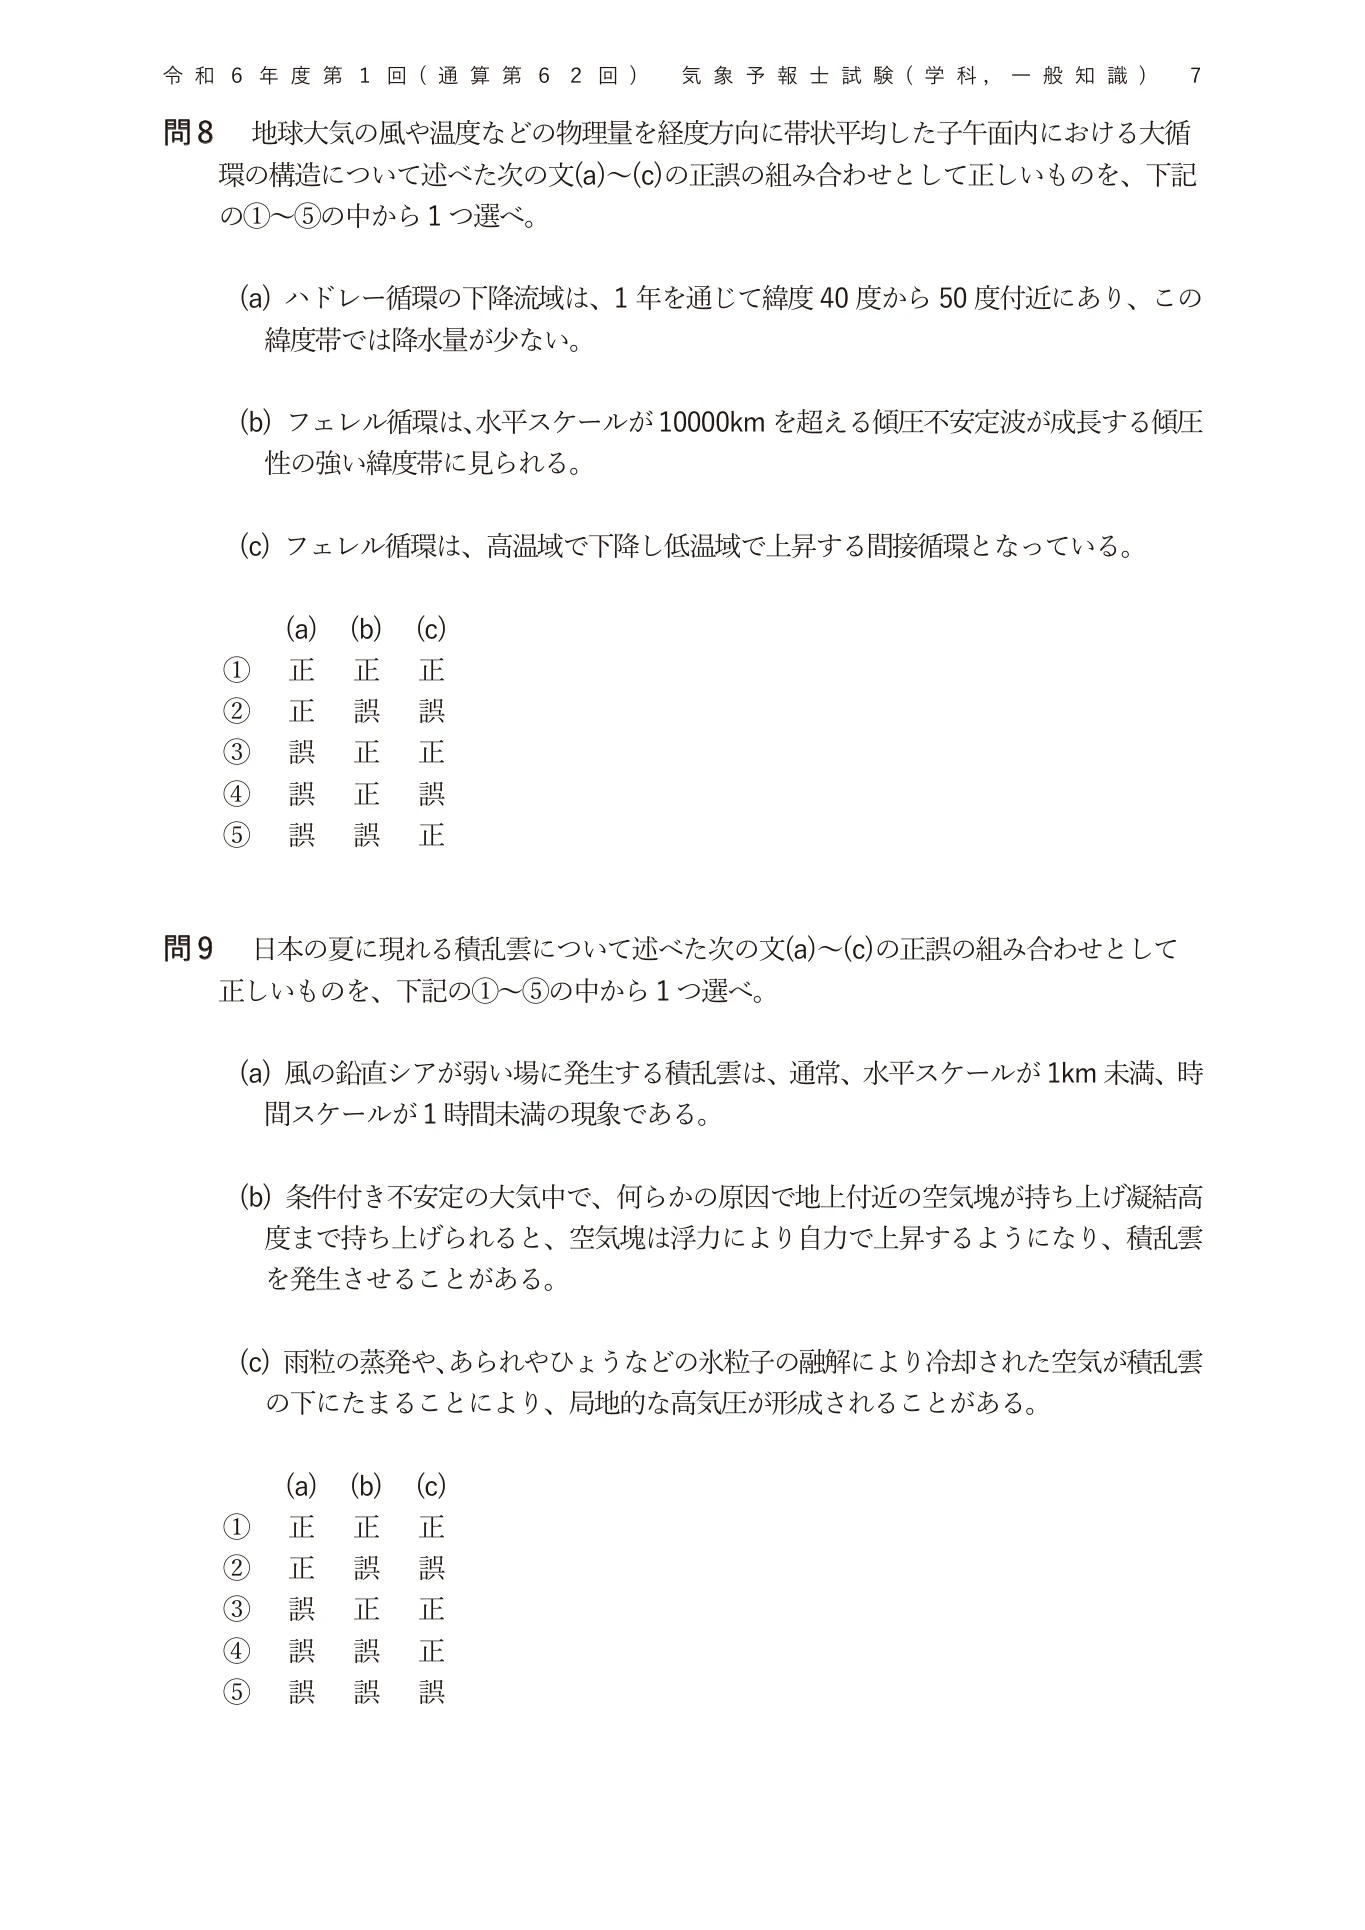 令和６年度第１回（通算第６２回）　気象予報士試験（学科，一般知識）　7
問8　地球大気の風や温度などの物理量を経度方向に帯状平均した子午面内における大循
環の構造について述べた次の文(a)～(c)の正誤の組み合わせとして正しいものを、下記
の①～⑤の中から1つ選べ。
(a) ハドレー循環の下降流域は、1年を通じて緯度40度から50度付近にあり、この
緯度帯では降水量が少ない。
(b) フェレル循環は、水平スケールが10000kmを超える傾圧不安定波が成長する傾圧
性の強い緯度帯に見られる。
(c) フェレル循環は、高温域で下降し低温域で上昇する間接循環となっている。
(a)　(b)　(c)
①　正　正　正
②　正　誤　誤
③　誤　正　正
④　誤　正　誤
⑤　誤　誤　正
問9　日本の夏に現れる積乱雲について述べた次の文(a)～(c)の正誤の組み合わせとして
正しいものを、下記の①～⑤の中から1つ選べ。
(a) 風の鉛直シアが弱い場に発生する積乱雲は、通常、水平スケールが1km未満、時
間スケールが1時間未満の現象である。
(b) 条件付き不安定の大気中で、何らかの原因で地上付近の空気塊が持ち上げ凝結高
度まで持ち上げられると、空気塊は浮力により自力で上昇するようになり、積乱雲
を発生させることがある。
(c) 雨粒の蒸発や、あられやひょうなどの氷粒子の融解により冷却された空気が積乱雲
の下にたまることにより、局地的な高気圧が形成されることがある。
(a)　(b)　(c)
①　正　正　正
②　正　誤　誤
③　誤　正　正
④　誤　誤　正
⑤　誤　誤　誤